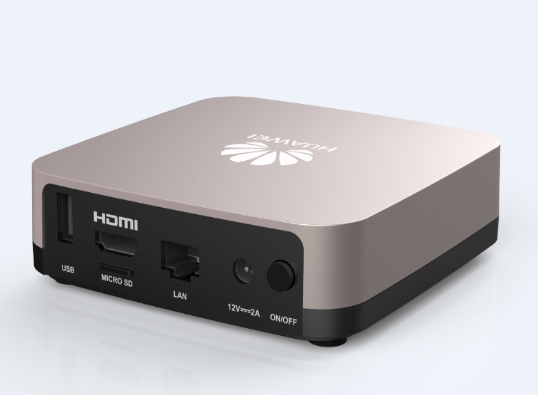 HUAWEI
HDMI
USB
MICRO SD
LAN
12V⎓2A
ON/OFF